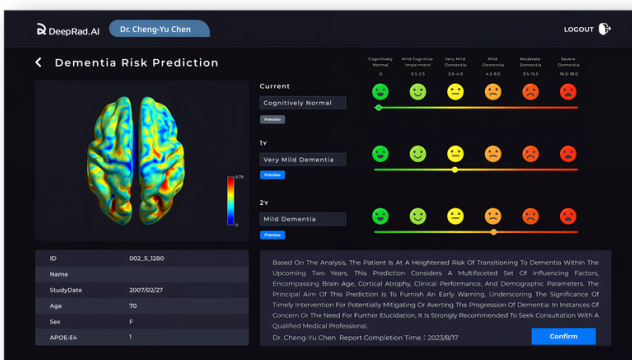 DeepRad.AI
Dr. Cheng-Yu Chen
LOGOUT
Dementia Risk Prediction
Cognitively Normal
Mild Cognitive Impairment
Very Mild Dementia
Mild Dementia
Moderate Dementia
Severe Dementia
0
0.5-2.5
3.0-4.0
4.5-9.0
9.5-15.5
16.0-18.0
Current
Cognitively Normal
Preview
1Y
Very Mild Dementia
Preview
2Y
Mild Dementia
Preview
0.75
0
ID 002_S_1280
Name
StudyDate 2007/02/27
Age 70
Sex F
APOE-E4 1
Based On The Analysis, The Patient Is At A Heightened Risk Of Transitioning To Dementia Within The
Upcoming Two Years. This Prediction Considers A Multifaceted Set Of Influencing Factors,
Encompassing Brain Age, Cortical Atrophy, Clinical Performance, And Demographic Parameters. The
Principal Aim Of This Prediction Is To Furnish An Early Warning, Underscoring The Significance Of
Timely Intervention For Potentially Mitigating Or Averting The Progression Of Dementia. In Instances Of
Concern Or The Need For Further Elucidation, It Is Strongly Recommended To Seek Consultation With A
Qualified Medical Professional.
Dr. Cheng-Yu Chen Report Completion Time : 2023/8/17
Confirm